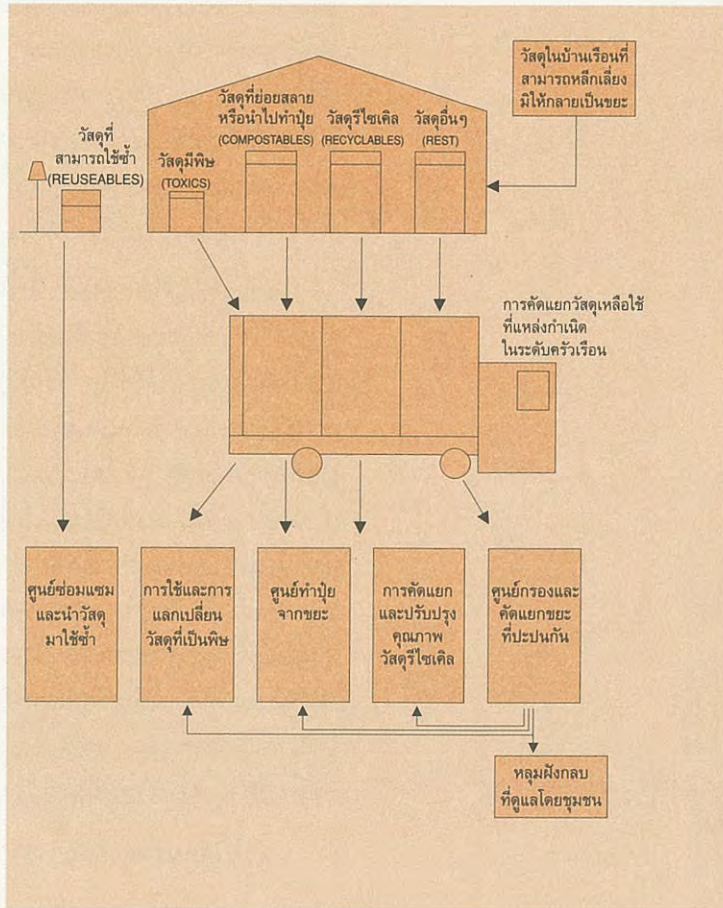 วัสดุในบ้านเรือนที่
สามารถหลีกเลี่ยง
มิให้กลายเป็นขยะ
วัสดุที่
สามารถใช้ซ้ำ
(REUSEABLES)
วัสดุมีพิษ
(TOXICS)
วัสดุที่ย่อยสลาย
หรือนำไปทำปุ๋ย
(COMPOSTABLES)
วัสดุรีไซเคิล
(RECYCLABLES)
วัสดุอื่นๆ
(REST)
การคัดแยกวัสดุเหลือใช้
ที่แหล่งกำเนิด
ในระดับครัวเรือน
ศูนย์ซ่อมแซม
และนำวัสดุ
มาใช้ซ้ำ
การใช้และการ
แลกเปลี่ยน
วัสดุที่เป็นพิษ
ศูนย์ทำปุ๋ย
จากขยะ
การคัดแยก
และปรับปรุง
คุณภาพ
วัสดุรีไซเคิล
ศูนย์กรองและ
คัดแยกขยะ
ที่ปะปนกัน
หลุมฝังกลบ
ที่ดูแลโดยชุมชน